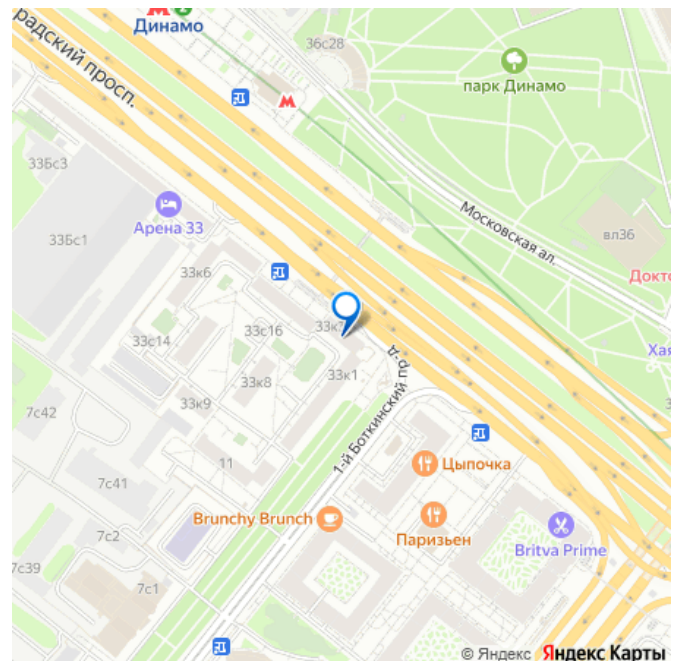 М 2
Динамо
радский просп.
36с28
парк Динамо
М
33Бс3
Арена 33
33Бс1
Московская ал.
вл36
Докто
33к6
33с14
33с16
Хая
33к1
33к8
33к9
1-й Боткинский пр-д
7с42
11
7с41
Цыпочка
Brunchy Brunch
Паризьен
Britva Prime
7с2
7с39
7с1
© Яндекс Яндекс Карты